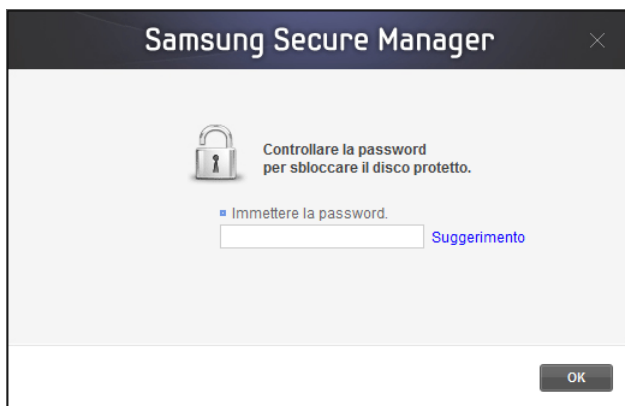 Samsung Secure Manager
Controllare la password
per sbloccare il disco protetto.
Immettere la password.
Suggerimento
OK